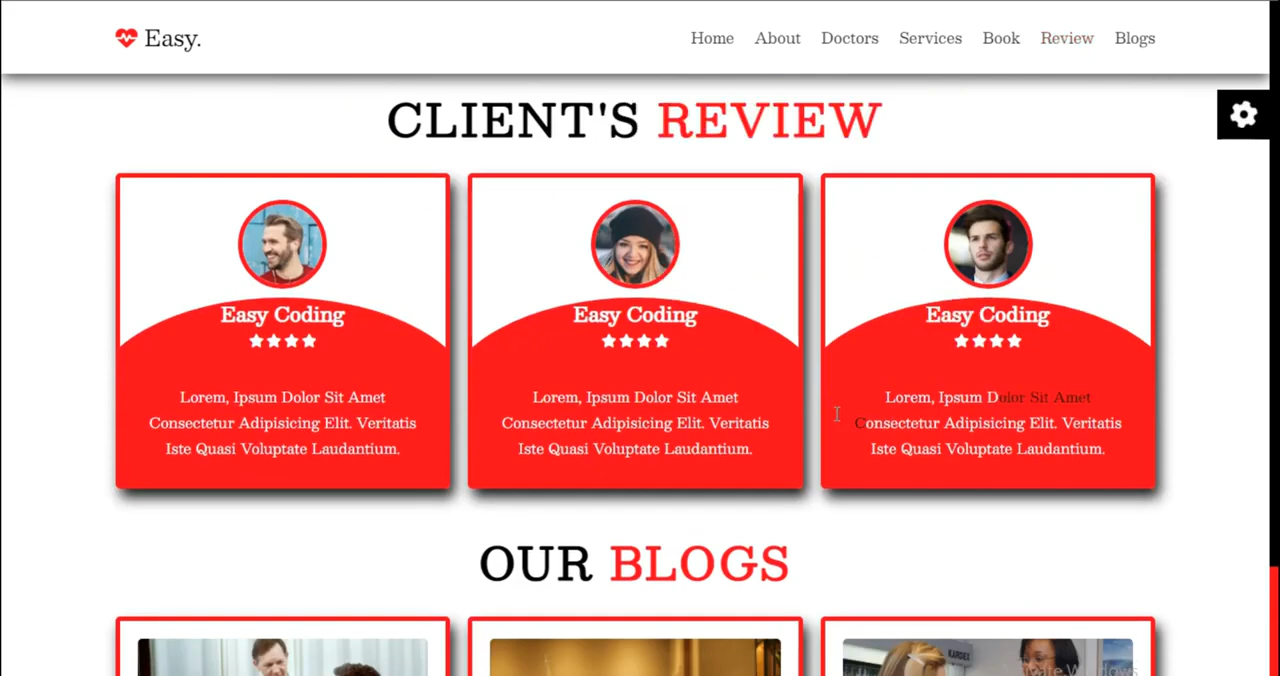 Easy.
Home About Doctors Services Book Review Blogs
CLIENT'S REVIEW
Easy Coding
Lorem, Ipsum Dolor Sit Amet
Consectetur Adipisicing Elit. Veritatis
Iste Quasi Voluptate Laudantium.
Easy Coding
Lorem, Ipsum Dolor Sit Amet
Consectetur Adipisicing Elit. Veritatis
Iste Quasi Voluptate Laudantium.
Easy Coding
Lorem, Ipsum Dolor Sit Amet
Consectetur Adipisicing Elit. Veritatis
Iste Quasi Voluptate Laudantium.
OUR BLOGS
KARDEX
Windows